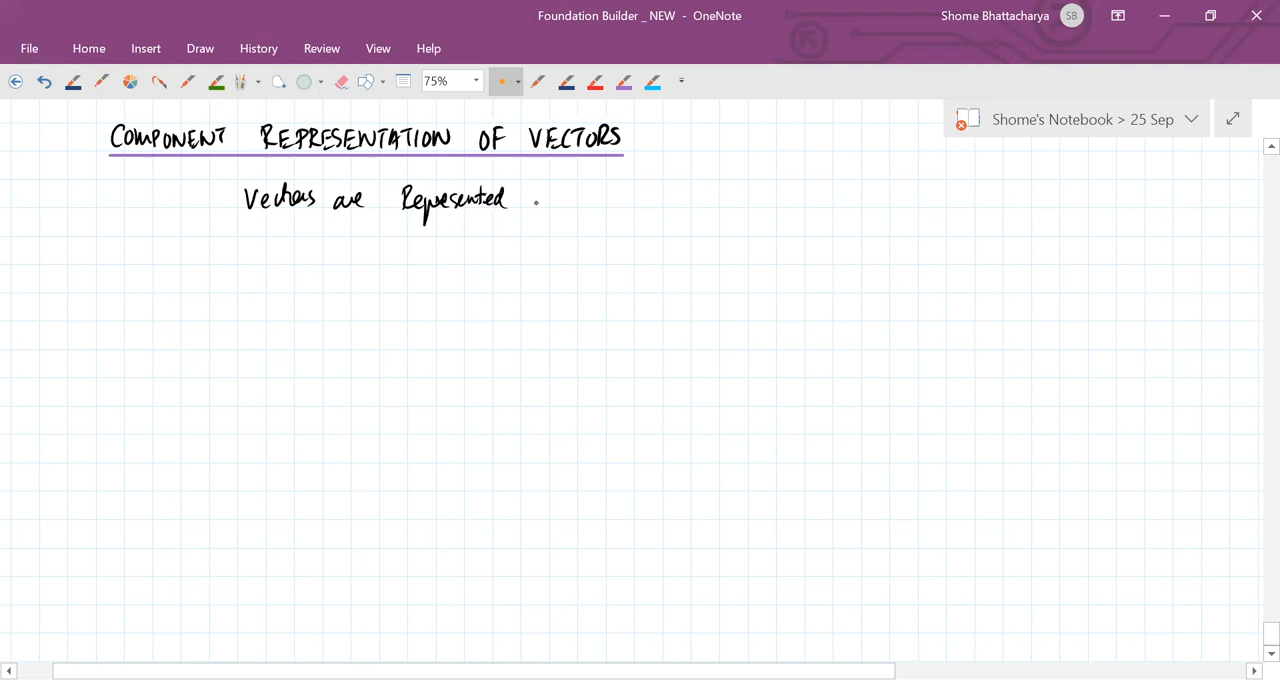 Foundation Builder _ NEW - OneNote
Shome Bhattacharya SB
File Home Insert Draw History Review View Help
75%
Shome's Notebook > 25 Sep
COMPONENT REPRESENTATION OF VECTORS
Vectors are Represented